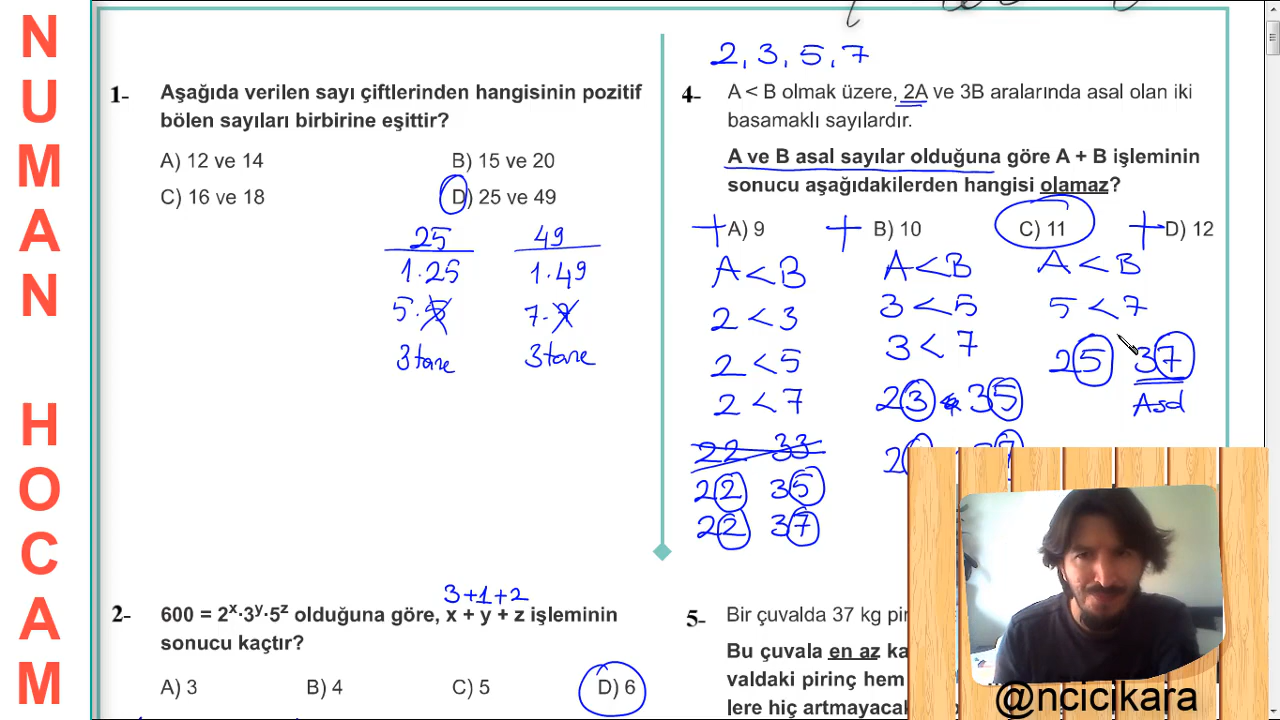 NUMAN HOCAM
1- Aşağıda verilen sayı çiftlerinden hangisinin pozitif
bölen sayıları birbirine eşittir?
A) 12 ve 14 B) 15 ve 20
C) 16 ve 18 D) 25 ve 49
25 49
1·25 1·49
5·5 7·7
3 tane 3 tane
3+1+2
2- 600 = 2ˣ·3ʸ·5ᶻ olduğuna göre, x + y + z işleminin
sonucu kaçtır?
A) 3 B) 4 C) 5 D) 6
2, 3, 5, 7
4- A < B olmak üzere, 2A ve 3B aralarında asal olan iki
basamaklı sayılardır.
A ve B asal sayılar olduğuna göre A + B işleminin
sonucu aşağıdakilerden hangisi olamaz?
A) 9 B) 10 C) 11 D) 12
A < B A < B A < B
2 < 3 3 < 5 5 < 7
2 < 5 3 < 7 25 37
2 < 7 23 35 Asal
22 33
22 35
22 37
5- Bir çuvalda 37 kg
Bu çuvala en az
valdaki pirinç hem
lere hiç artmayacak
@ncicikara